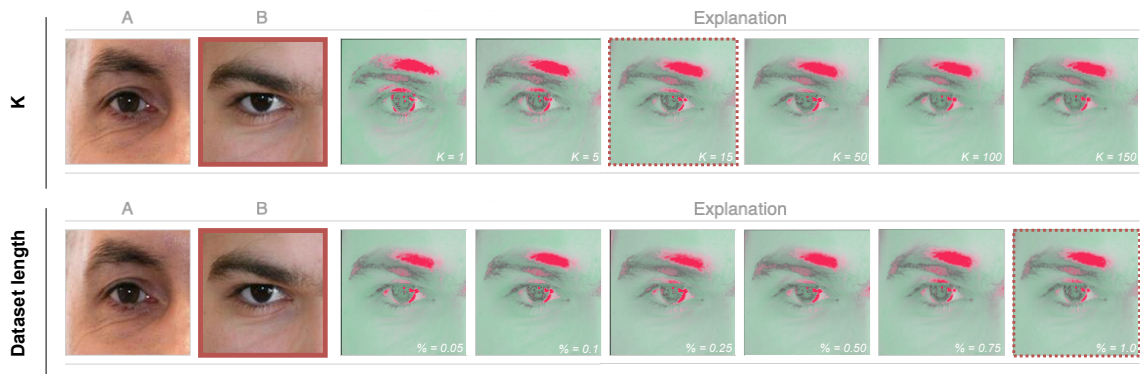 A B Explanation
K
K = 1 K = 5 K = 15 K = 50 K = 100 K = 150
A B Explanation
Dataset length
% = 0.05 % = 0.1 % = 0.25 % = 0.50 % = 0.75 % = 1.0